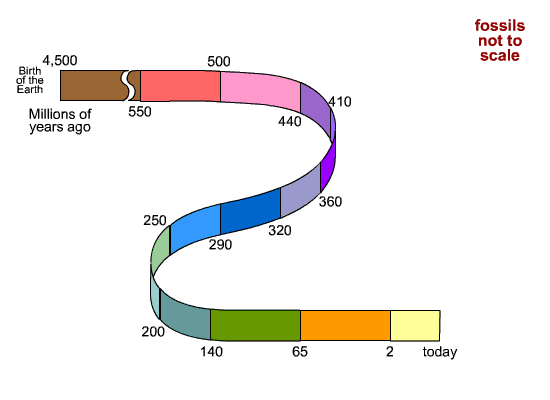 fossils
not to
scale
4,500
500
Birth
of the
Earth
410
Millions of
years ago
550
440
360
250
320
290
200
140
65
2
today